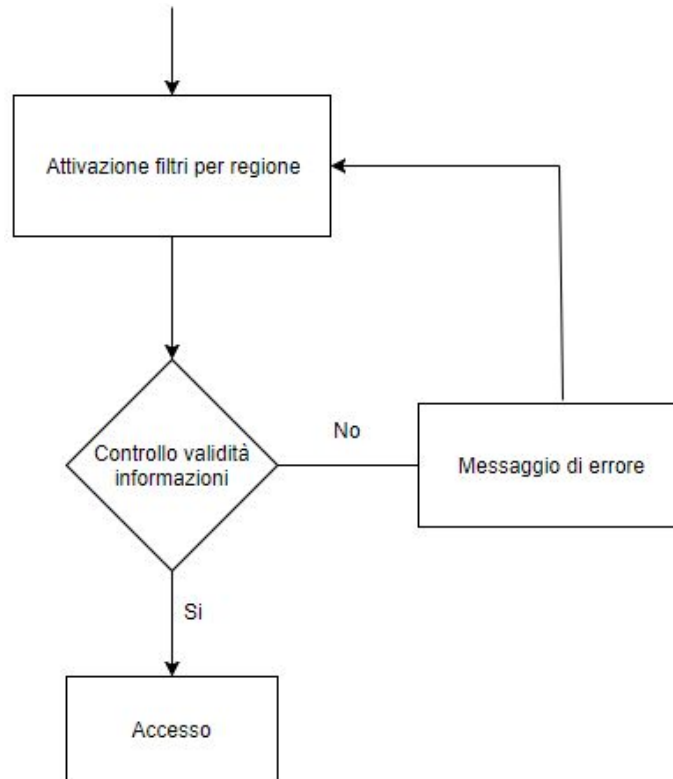 Attivazione filtri per regione
Controllo validità
informazioni
No
Messaggio di errore
Si
Accesso